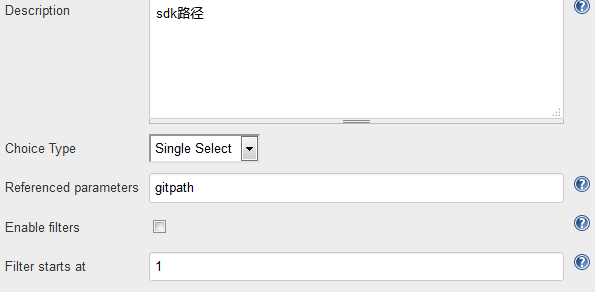 Description
sdk路径
Choice Type
Single Select
Referenced parameters
gitpath
Enable filters
Filter starts at
1